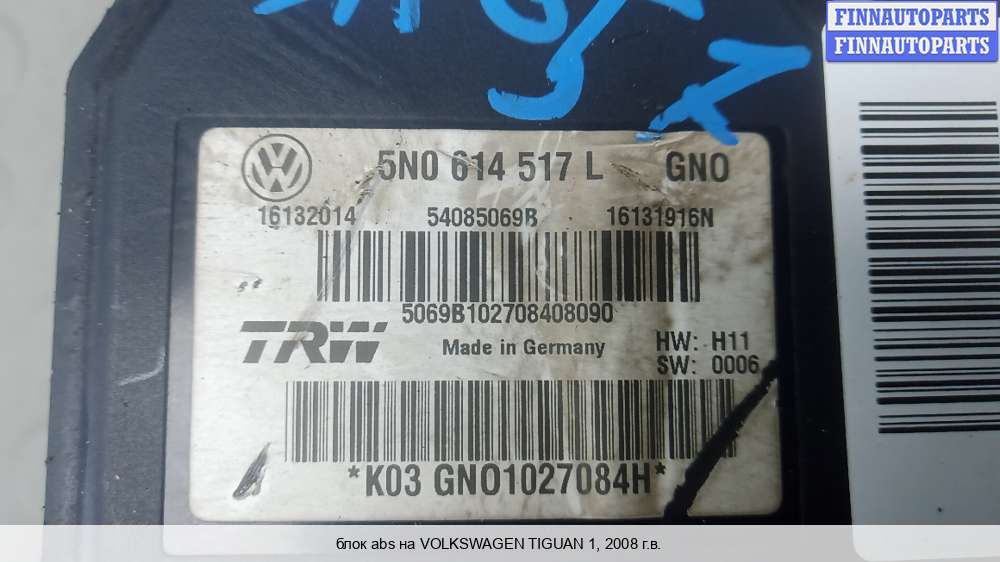 FINNAUTOPARTS
FINNAUTOPARTS
5N0 614 517 L GNO
16132014 54085069B 16131916N
5069B102708408090
TRW Made in Germany HW: H11
SW: 0006
*K03 GNO1027084H*
блок abs на VOLKSWAGEN TIGUAN 1, 2008 г.в.